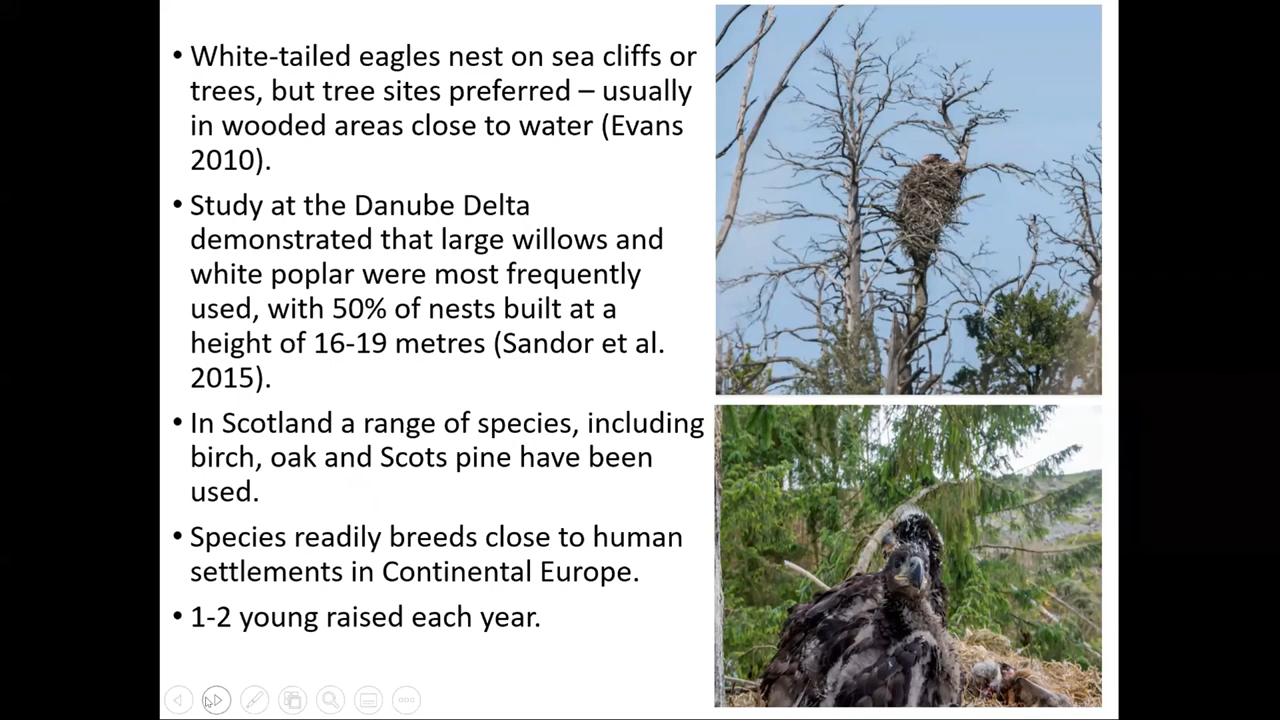 • White-tailed eagles nest on sea cliffs or
trees, but tree sites preferred – usually
in wooded areas close to water (Evans
2010).
• Study at the Danube Delta
demonstrated that large willows and
white poplar were most frequently
used, with 50% of nests built at a
height of 16-19 metres (Sandor et al.
2015).
• In Scotland a range of species, including
birch, oak and Scots pine have been
used.
• Species readily breeds close to human
settlements in Continental Europe.
• 1-2 young raised each year.